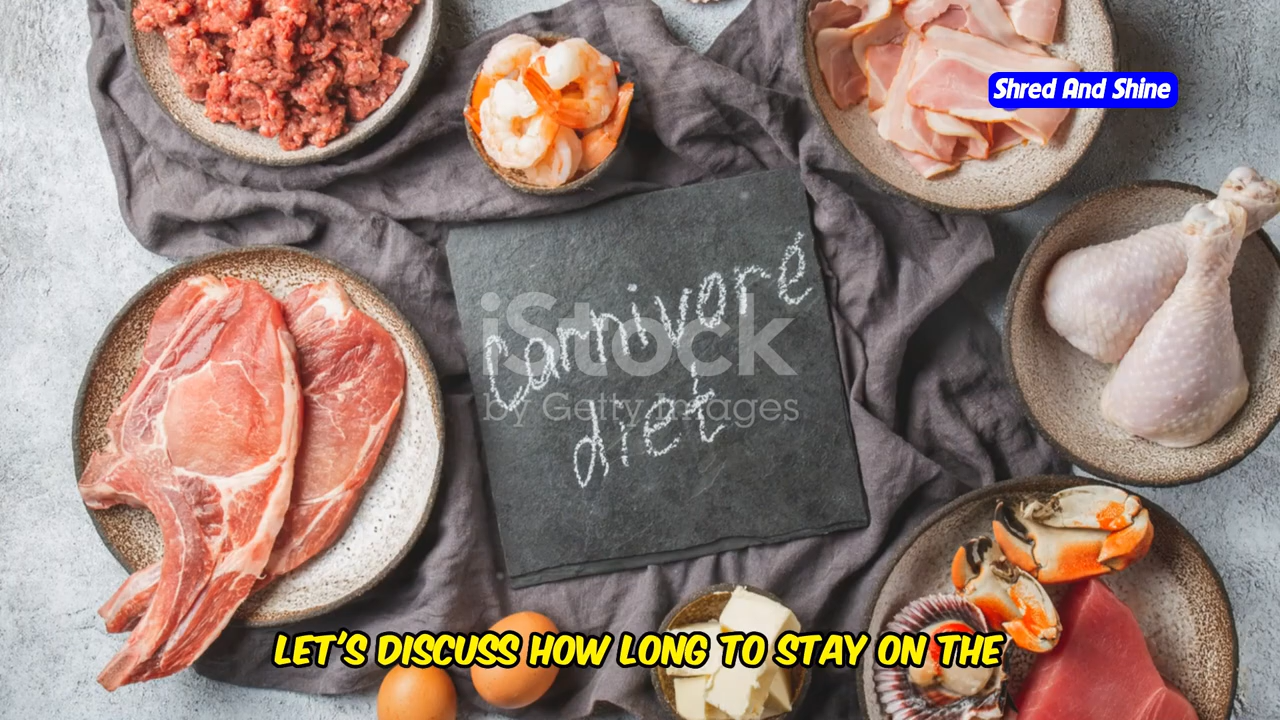 Shred And Shine
Carnivore
diet
iStock
by Getty Images
LET'S DISCUSS HOW LONG TO STAY ON THE